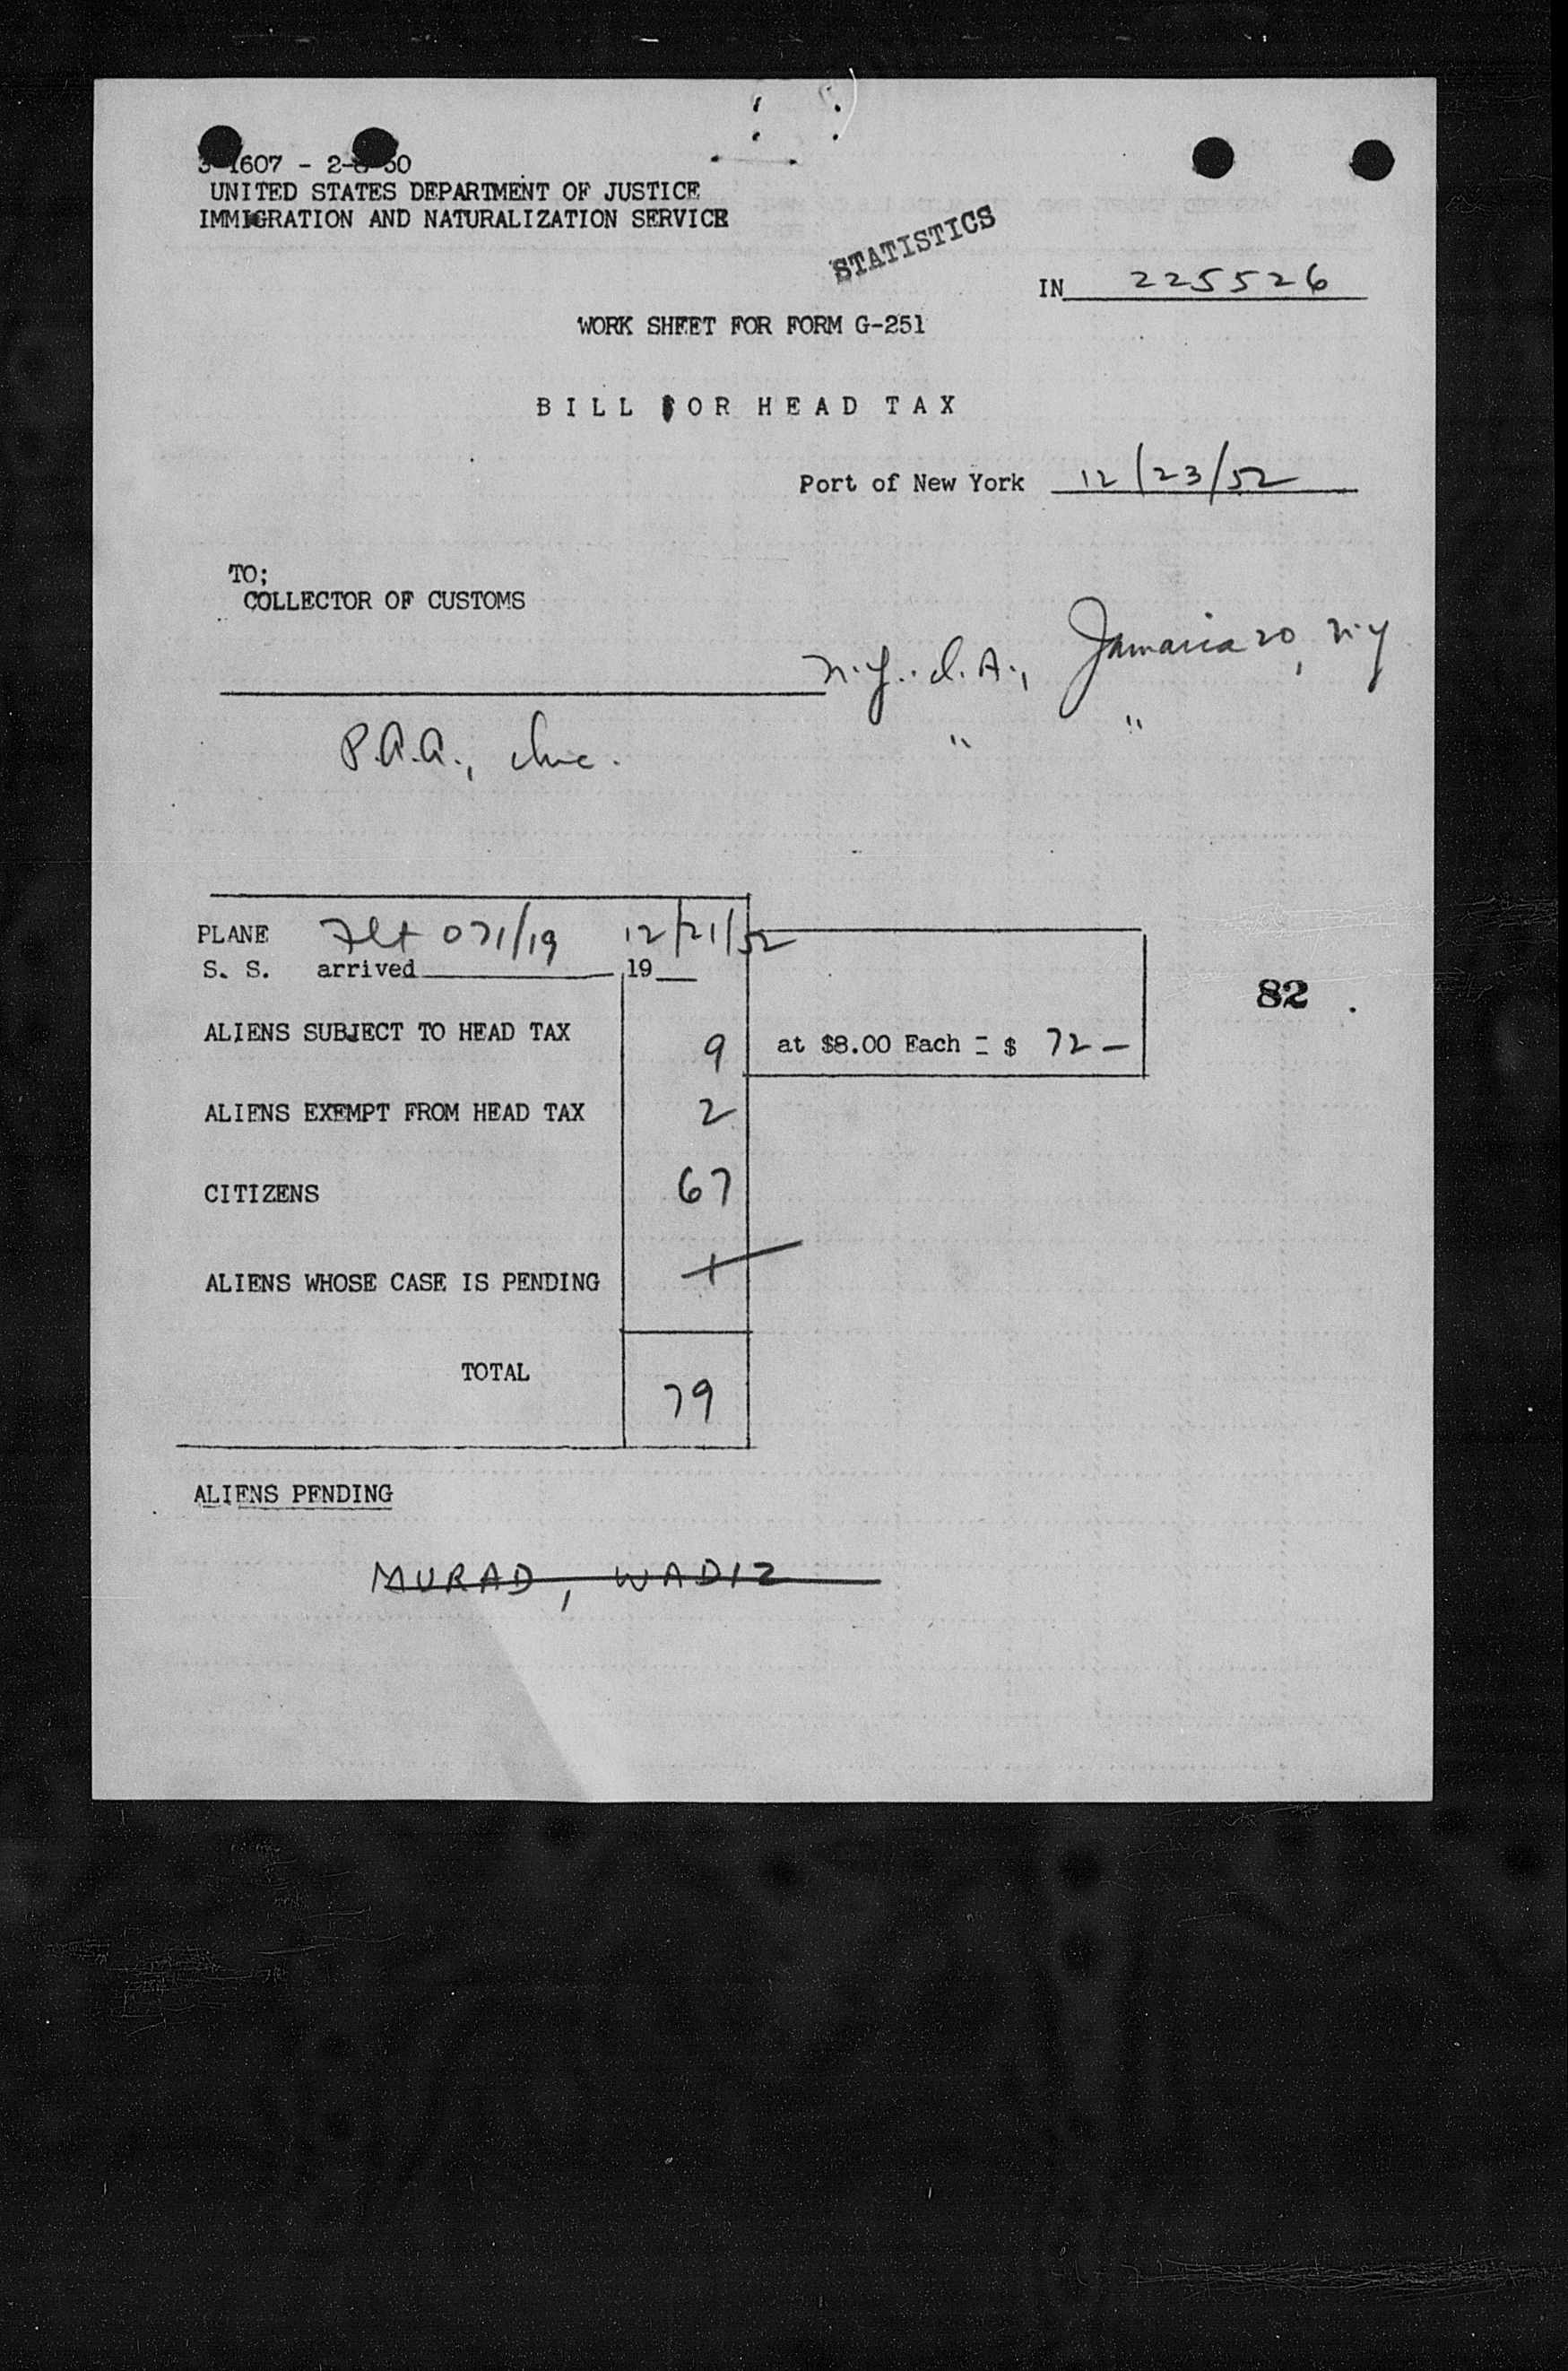 3-1607 - 2-8-50
UNITED STATES DEPARTMENT OF JUSTICE
IMMIGRATION AND NATURALIZATION SERVICE
STATISTICS
IN 225526
WORK SHEET FOR FORM G-251
BILL FOR HEAD TAX
Port of New York 12/23/52
TO;
COLLECTOR OF CUSTOMS
N.Y. I. A., Jamaica 20, N.Y
P.A.A., Inc. " "
PLANE Flt 071/19 12/21/52
S. S. arrived 19
82
ALIENS SUBJECT TO HEAD TAX 9 at $8.00 Each = $ 72 —
ALIENS EXEMPT FROM HEAD TAX 2
CITIZENS 67
ALIENS WHOSE CASE IS PENDING 1
TOTAL 79
ALIENS PENDING
MURAD, WADIZ